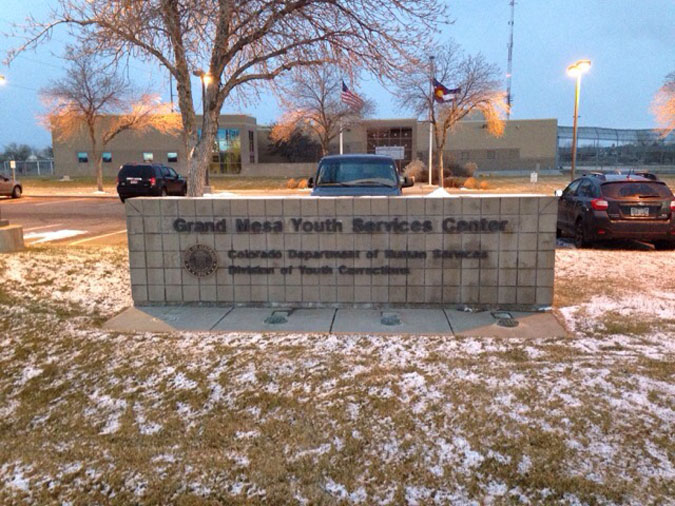 Grand Mesa Youth Services Center
Colorado Department of Human Services
Division of Youth Corrections